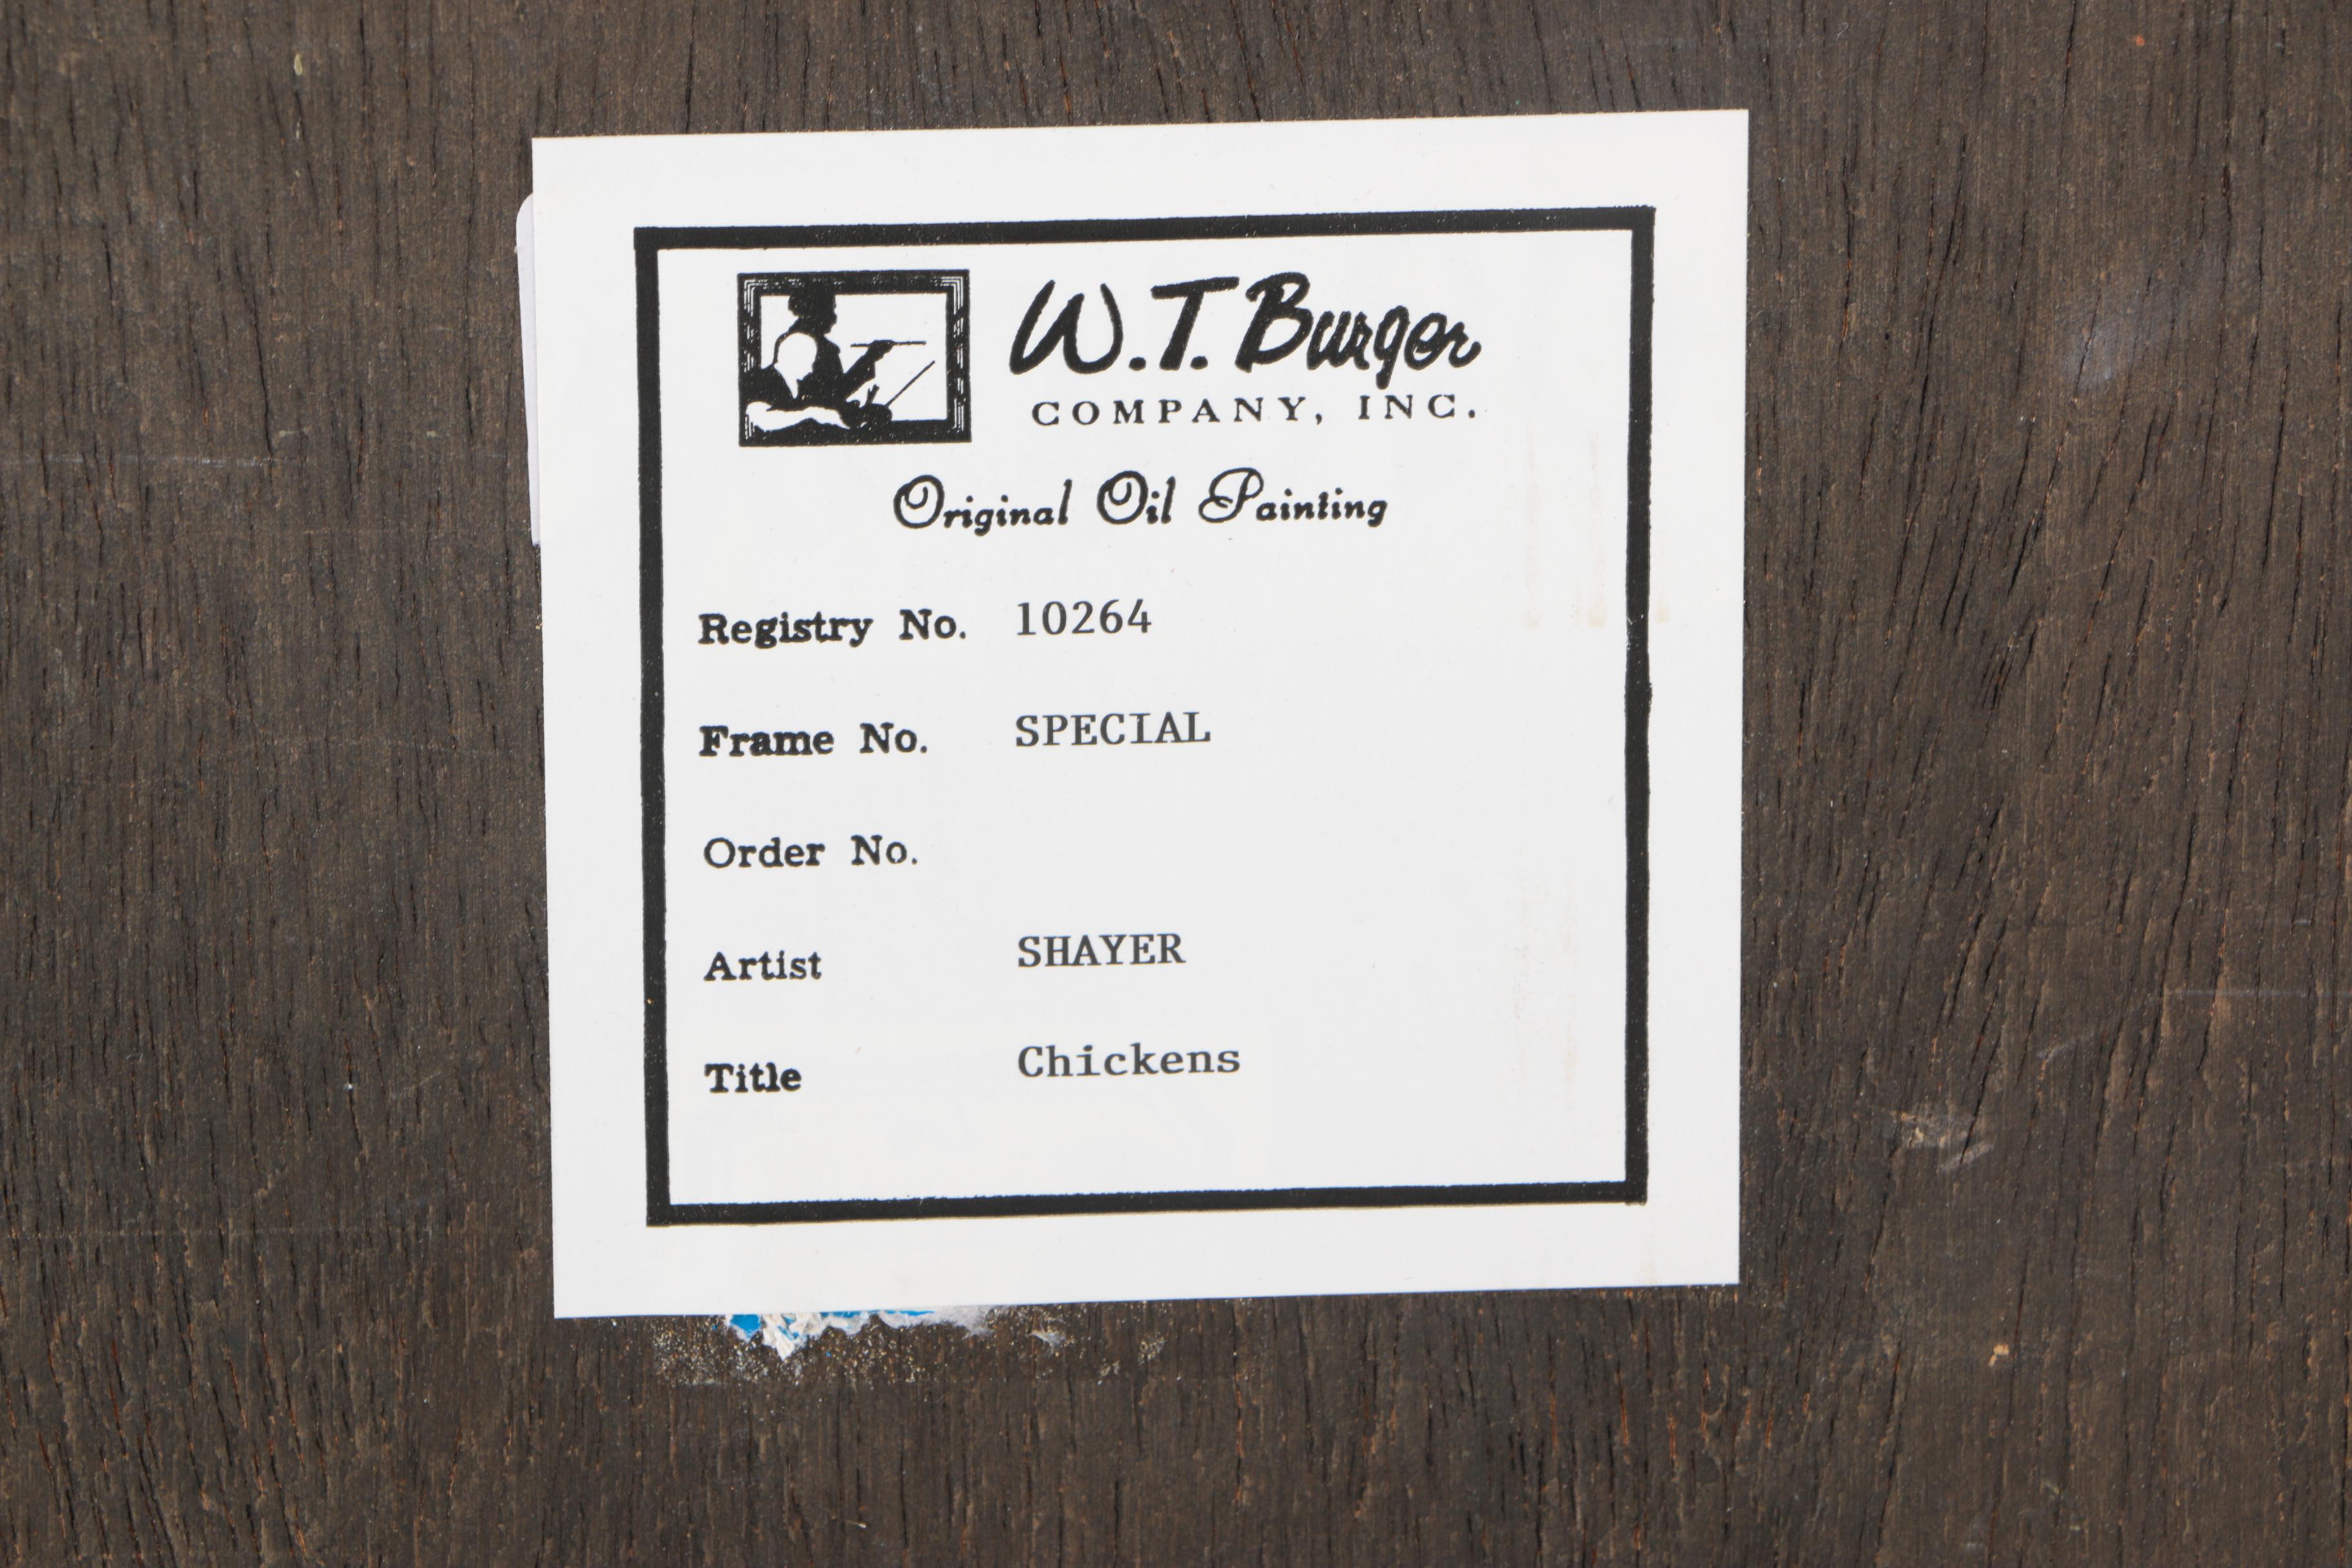 W.T. Burger
COMPANY, INC.
Original Oil Painting
Registry No. 10264
Frame No. SPECIAL
Order No.
Artist SHAYER
Title Chickens